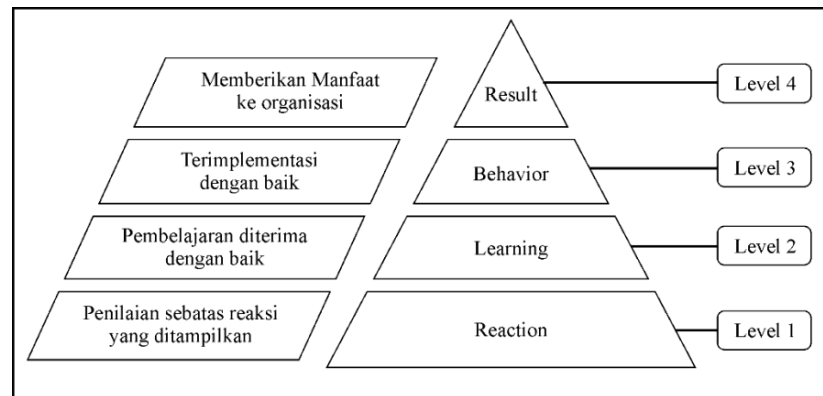 Memberikan Manfaat
ke organisasi
Result
Level 4
Terimplementasi
dengan baik
Behavior
Level 3
Pembelajaran diterima
dengan baik
Learning
Level 2
Penilaian sebatas reaksi
yang ditampilkan
Reaction
Level 1